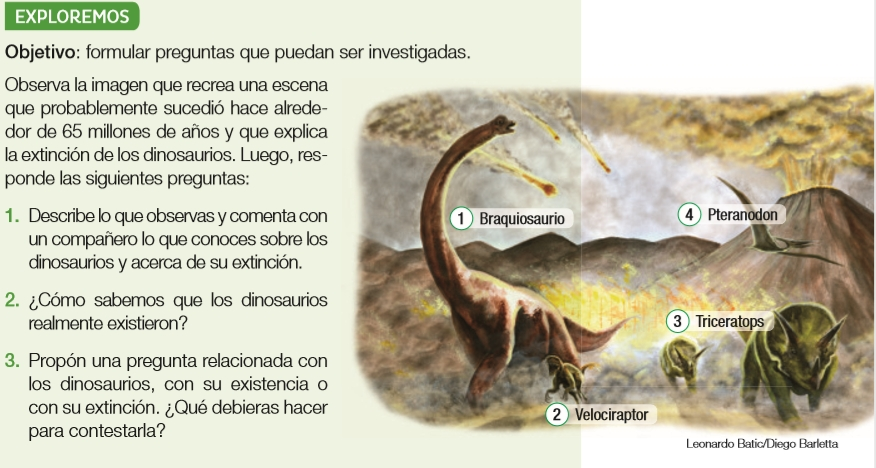 EXPLOREMOS
Objetivo: formular preguntas que puedan ser investigadas.
Observa la imagen que recrea una escena
que probablemente sucedió hace alrede-
dor de 65 millones de años y que explica
la extinción de los dinosaurios. Luego, res-
ponde las siguientes preguntas:
1. Describe lo que observas y comenta con
un compañero lo que conoces sobre los
dinosaurios y acerca de su extinción.
2. ¿Cómo sabemos que los dinosaurios
realmente existieron?
3. Propón una pregunta relacionada con
los dinosaurios, con su existencia o
con su extinción. ¿Qué debieras hacer
para contestarla?
1 Braquiosaurio
4 Pteranodon
3 Triceratops
2 Velociraptor
Leonardo Batic/Diego Barletta